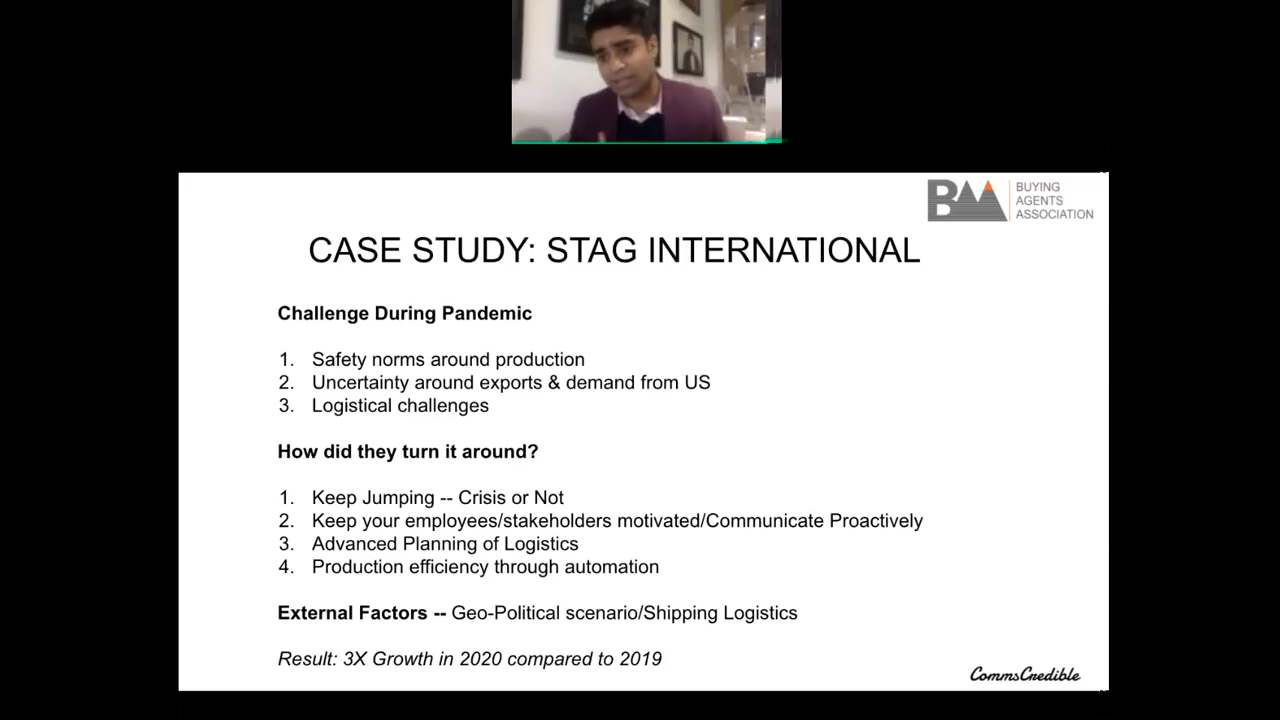 BAA
BUYING
AGENTS
ASSOCIATION
CASE STUDY: STAG INTERNATIONAL
Challenge During Pandemic
1. Safety norms around production
2. Uncertainty around exports & demand from US
3. Logistical challenges
How did they turn it around?
1. Keep Jumping -- Crisis or Not
2. Keep your employees/stakeholders motivated/Communicate Proactively
3. Advanced Planning of Logistics
4. Production efficiency through automation
External Factors -- Geo-Political scenario/Shipping Logistics
Result: 3X Growth in 2020 compared to 2019
CommsCredible